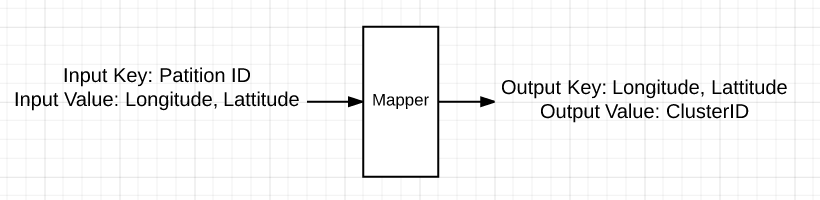 Input Key: Patition ID
Input Value: Longitude, Lattitude
Mapper
Output Key: Longitude, Lattitude
Output Value: ClusterID